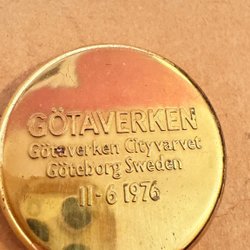 GÖTAVERKEN
Götaverken Cityvarvet
Göteborg Sweden
11-6 1976